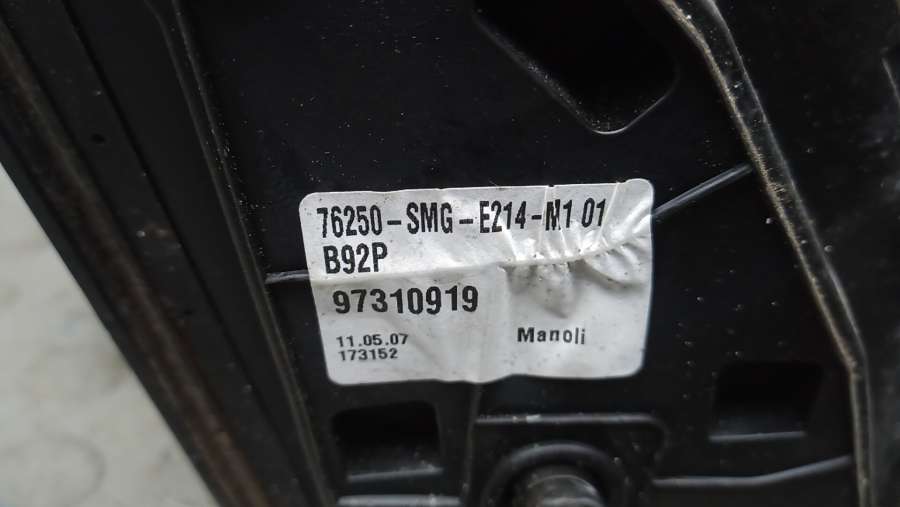 76250-SMG-E214-M1 01
B92P
97310919
11.05.07
173152
Manoli